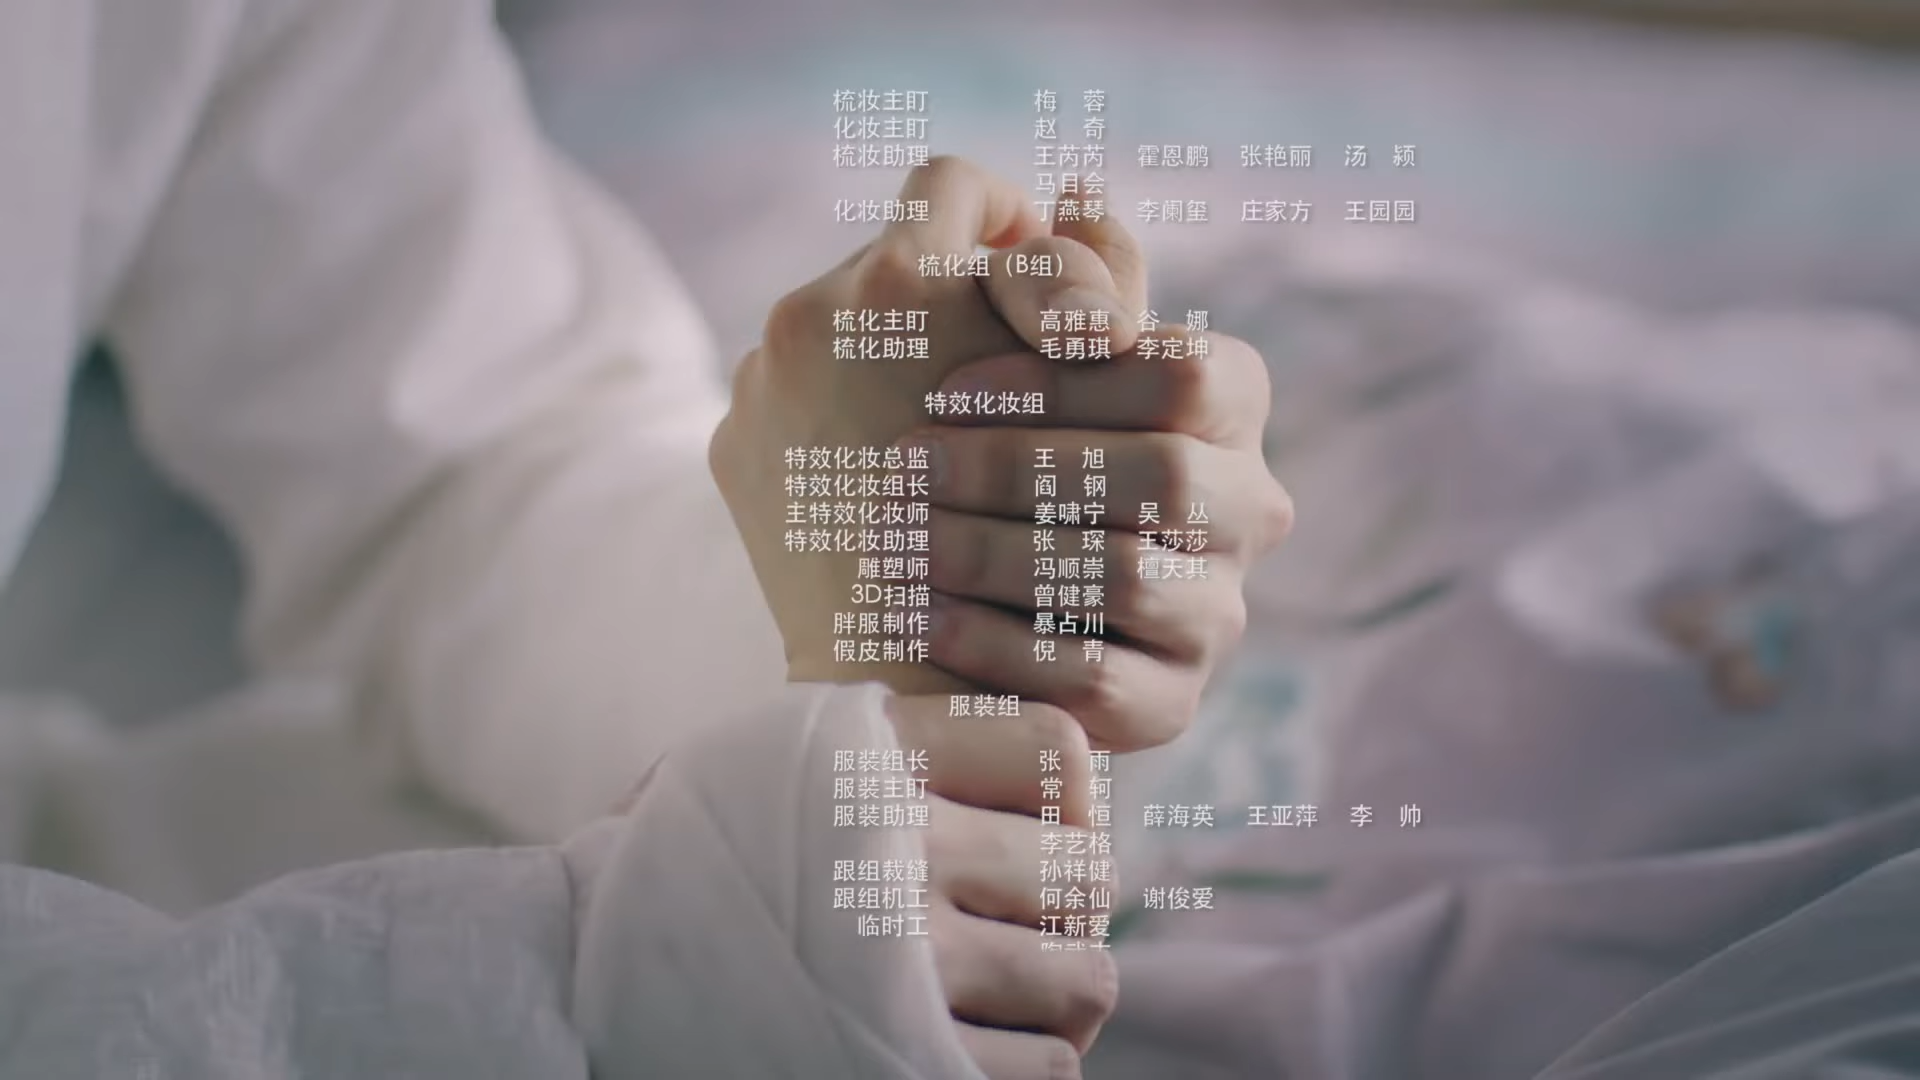 梳妆主盯 梅 蓉
化妆主盯 赵 奇
梳妆助理 王芮芮 霍恩鹏 张艳丽 汤 颍
马目会
化妆助理 丁燕琴 李阑玺 庄家方 王园园
梳化组（B组）
梳化主盯 高雅惠 谷 娜
梳化助理 毛勇琪 李定坤
特效化妆组
特效化妆总监 王 旭
特效化妆组长 阎 钢
主特效化妆师 姜啸宁 吴 丛
特效化妆助理 张 琛 王莎莎
雕塑师 冯顺崇 檀天其
3D扫描 曾健豪
胖服制作 暴占川
假皮制作 倪 青
服装组
服装组长 张 雨
服装主盯 常 轲
服装助理 田 恒 薛海英 王亚萍 李 帅
李艺格
跟组裁缝 孙祥健
跟组机工 何余仙 谢俊爱
临时工 江新爱